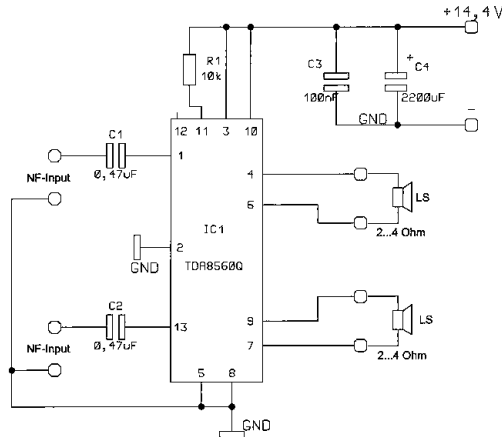 +14,4V
R1
10k
C3
100nF
+
C4
2200uF
GND
-
12 11 3 10
C1
0,47uF
NF-Input
1
4
LS
2...4 Ohm
6
IC1
TDA8560Q
2
GND
C2
0,47uF
NF-Input
13
9
LS
2...4 Ohm
7
5 8
GND